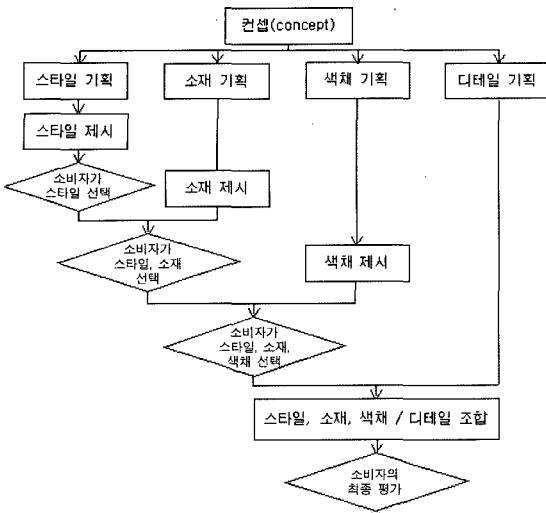 컨셉(concept)
스타일 기획
소재 기획
색채 기획
디테일 기획
스타일 제시
소비자가
스타일 선택
소재 제시
소비자가
스타일, 소재
선택
색채 제시
소비자가
스타일, 소재,
색채 선택
스타일, 소재, 색채 / 디테일 조합
소비자의
최종 평가